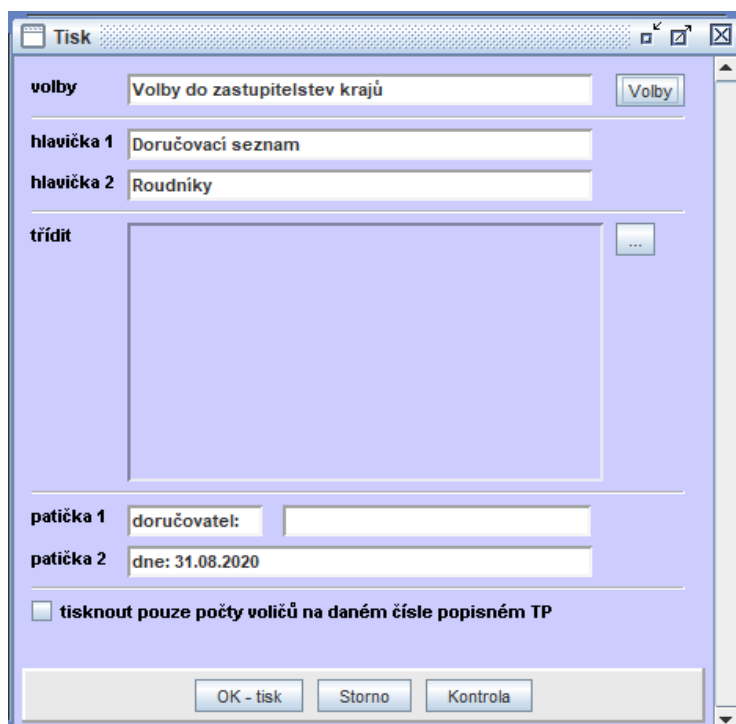 Tisk
volby Volby do zastupitelstev krajů Volby
hlavička 1 Doručovací seznam
hlavička 2 Roudníky
třídit ...
patička 1 doručovatel:
patička 2 dne: 31.08.2020
tisknout pouze počty voličů na daném čísle popisném TP
OK - tisk Storno Kontrola